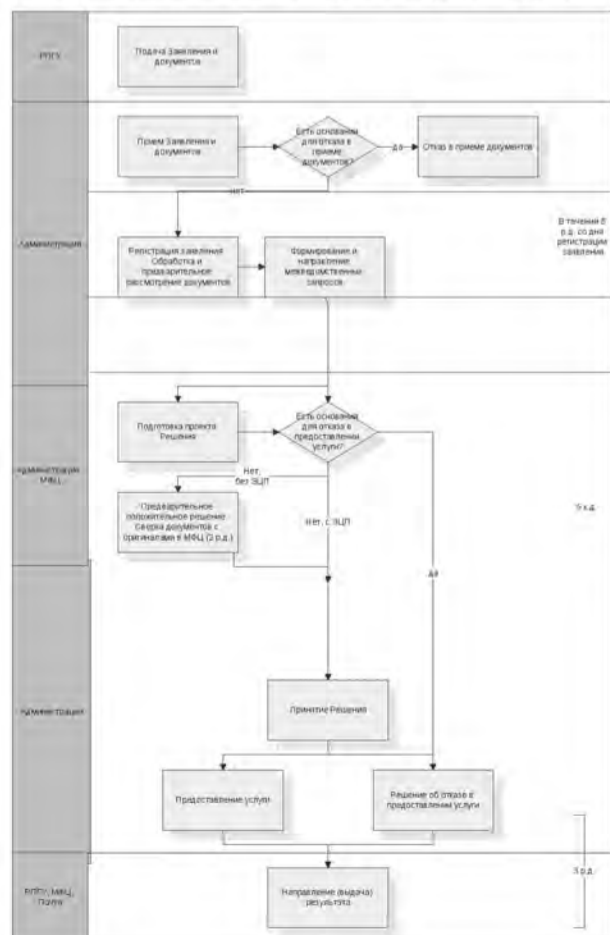 РПГУ
Подача Заявления и
документов
Прием Заявления и
документов
Есть основания
для отказа в
приеме
документов?
да
Отказ в приеме документов
нет
Администрация
Регистрация Заявления
Обработка и
предварительное
рассмотрение документов
Формирование и
направление
межведомственных
запросов
В течении 5
р.д. со дня
регистрации
заявления
Администрация,
МФЦ
Подготовка проекта
Решения
Есть основания
для отказа в
предоставлении
услуги?
Нет,
без ЭЦП
Предварительное
положительное решение
Сверка документов с
оригиналами в МФЦ (2 р.д.)
Нет, с ЭЦП
да
Администрация
Принятие Решения
Предоставление услуги
Решение об отказе в
предоставлении услуги
3 р.д.
РПГУ, МФЦ,
Почта
Направление (выдача)
результата